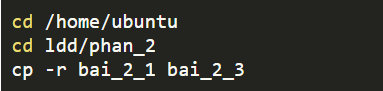 cd /home/ubuntu
cd ldd/phan_2
cp -r bai_2_1 bai_2_3